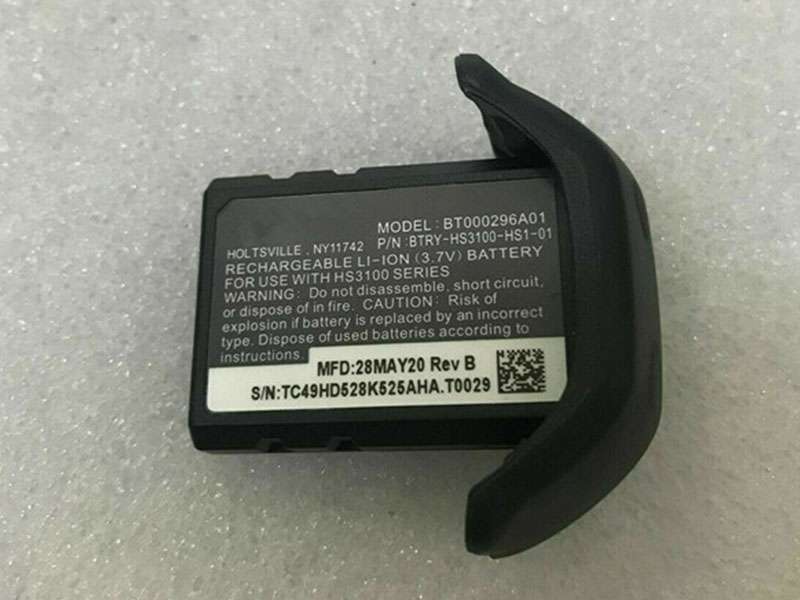 MODEL: BT000296A01
HOLTSVILLE, NY11742 P/N:BTRY-HS3100-HS1-01
RECHARGEABLE LI-ION (3.7V) BATTERY
FOR USE WITH HS3100 SERIES
WARNING: Do not disassemble, short circuit,
or dispose of in fire. CAUTION: Risk of
explosion if battery is replaced by an incorrect
type. Dispose of used batteries according to
instructions.
MFD:28MAY20 Rev B
S/N:TC49HD528K525AHA.T0029